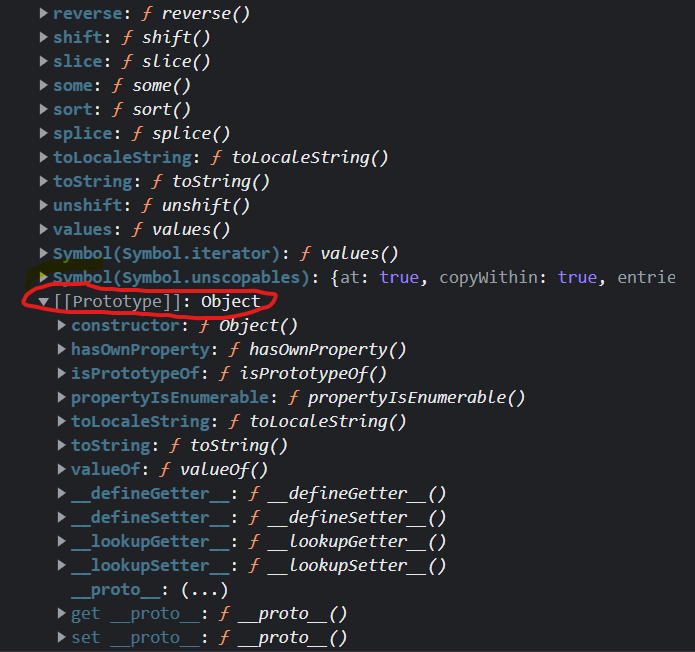 reverse: ƒ reverse()
shift: ƒ shift()
slice: ƒ slice()
some: ƒ some()
sort: ƒ sort()
splice: ƒ splice()
toLocaleString: ƒ toLocaleString()
toString: ƒ toString()
unshift: ƒ unshift()
values: ƒ values()
Symbol(Symbol.iterator): ƒ values()
Symbol(Symbol.unscopables): {at: true, copyWithin: true, entrie
[[Prototype]]: Object
constructor: ƒ Object()
hasOwnProperty: ƒ hasOwnProperty()
isPrototypeOf: ƒ isPrototypeOf()
propertyIsEnumerable: ƒ propertyIsEnumerable()
toLocaleString: ƒ toLocaleString()
toString: ƒ toString()
valueOf: ƒ valueOf()
__defineGetter__: ƒ __defineGetter__()
__defineSetter__: ƒ __defineSetter__()
__lookupGetter__: ƒ __lookupGetter__()
__lookupSetter__: ƒ __lookupSetter__()
__proto__: (...)
get __proto__: ƒ __proto__()
set __proto__: ƒ __proto__()